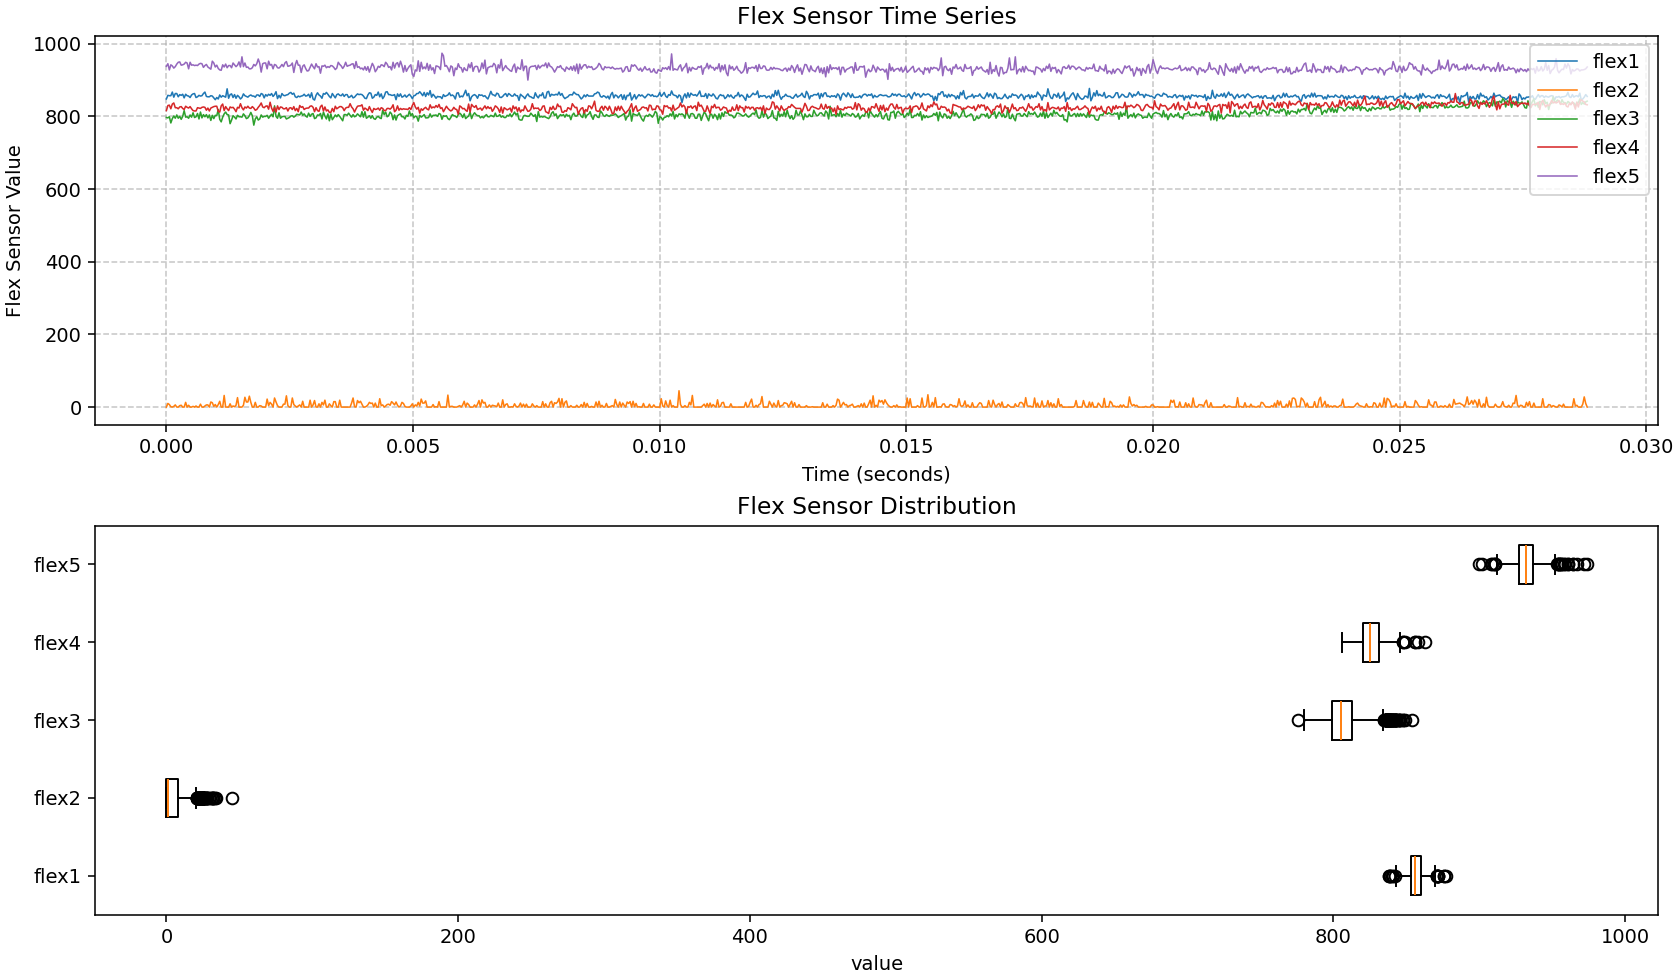 Flex Sensor Time Series
Flex Sensor Value
1000
800
600
400
200
0
flex1
flex2
flex3
flex4
flex5
0.000 0.005 0.010 0.015 0.020 0.025 0.030
Time (seconds)
Flex Sensor Distribution
flex5
flex4
flex3
flex2
flex1
0 200 400 600 800 1000
value